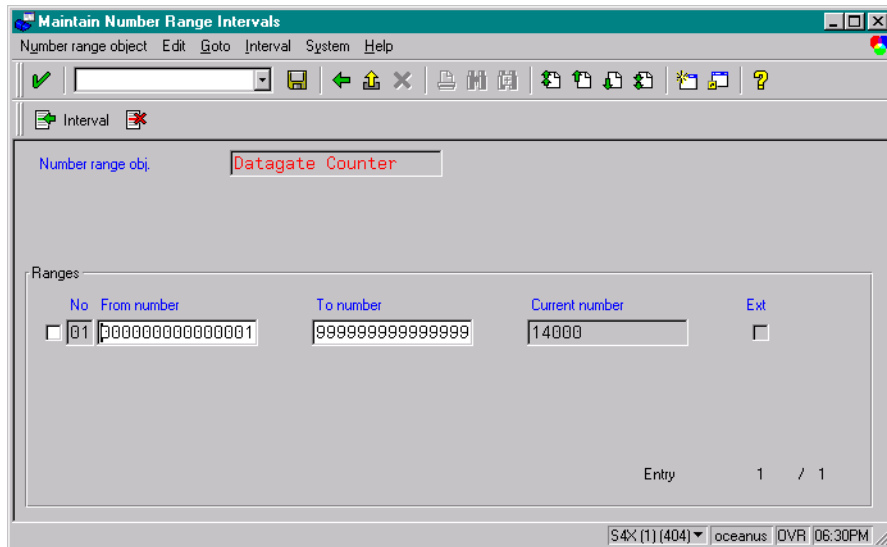 Maintain Number Range Intervals
Number range object Edit Goto Interval System Help
Interval
Number range obj. Datagate Counter
Ranges
No From number To number Current number Ext
01 000000000000001 999999999999999 14000
Entry 1 / 1
S4X (1) (404) oceanus OVR 06:30PM